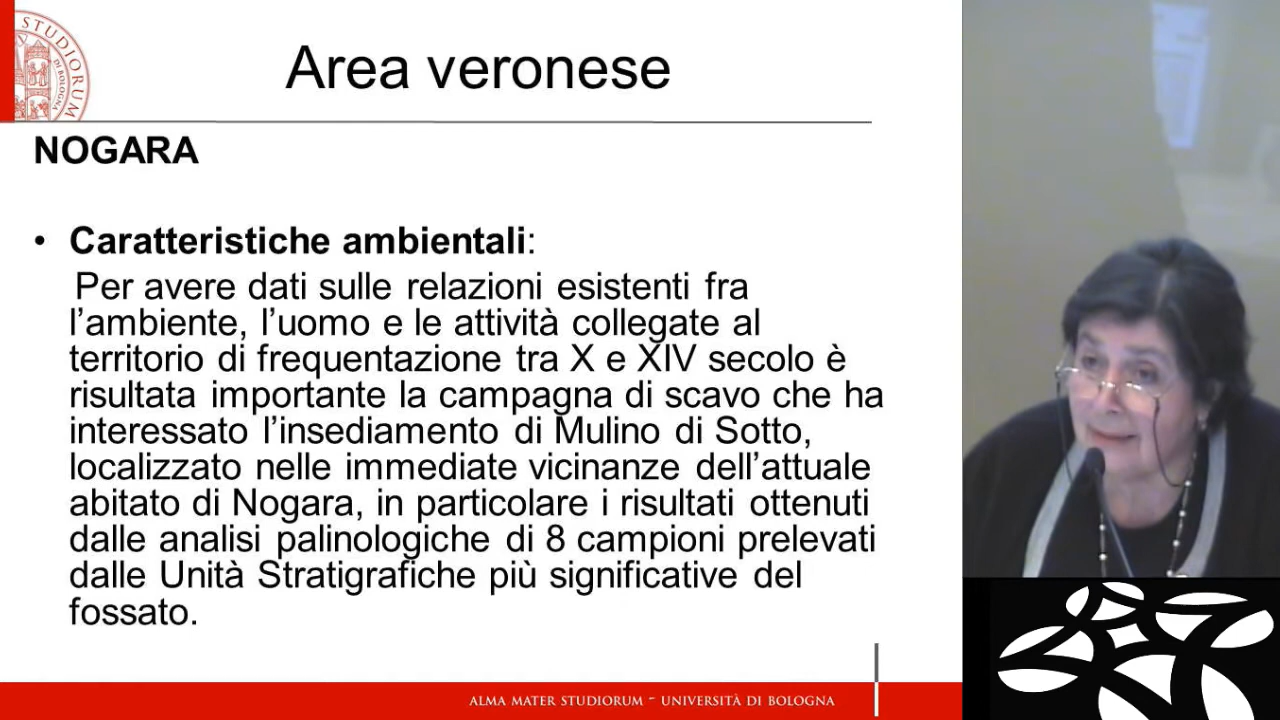 STUDIORUM
DI BOLOGNA
Area veronese
NOGARA
• Caratteristiche ambientali:
Per avere dati sulle relazioni esistenti fra
l’ambiente, l’uomo e le attività collegate al
territorio di frequentazione tra X e XIV secolo è
risultata importante la campagna di scavo che ha
interessato l’insediamento di Mulino di Sotto,
localizzato nelle immediate vicinanze dell’attuale
abitato di Nogara, in particolare i risultati ottenuti
dalle analisi palinologiche di 8 campioni prelevati
dalle Unità Stratigrafiche più significative del
fossato.
ALMA MATER STUDIORUM ~ UNIVERSITÀ DI BOLOGNA